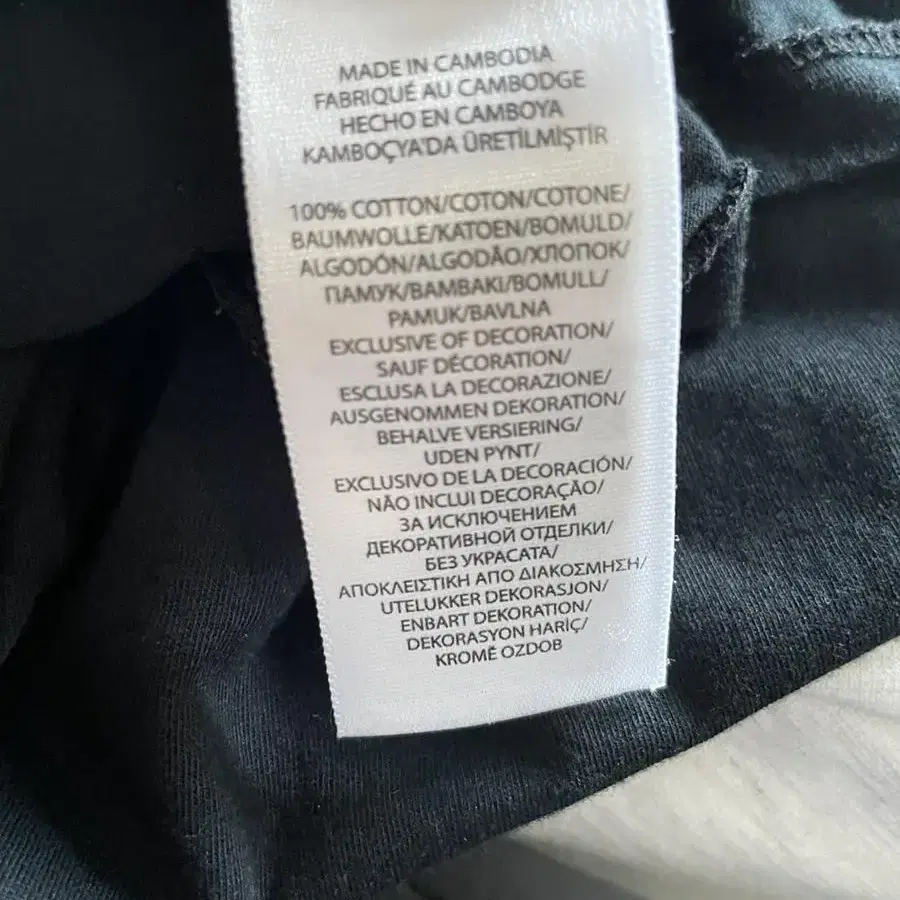 MADE IN CAMBODIA
FABRIQUÉ AU CAMBODGE
HECHO EN CAMBOYA
KAMBOÇYA'DA ÜRETİLMİŞTİR
100% COTTON/COTON/COTONE/
BAUMWOLLE/KATOEN/BOMULD/
ALGODÓN/ALGODÃO/ХЛОПОК/
ПАМУК/BAMBAKI/BOMULL/
PAMUK/BAVLNA
EXCLUSIVE OF DECORATION/
SAUF DÉCORATION/
ESCLUSA LA DECORAZIONE/
AUSGENOMMEN DEKORATION/
BEHALVE VERSIERING/
UDEN PYNT/
EXCLUSIVO DE LA DECORACIÓN/
NÃO INCLUI DECORAÇÃO/
ЗА ИСКЛЮЧЕНИЕМ
ДЕКОРАТИВНОЙ ОТДЕЛКИ/
БЕЗ УКРАСАТА/
ΑΠΟΚΛΕΙΣΤΙΚΗ ΑΠΟ ΔΙΑΚΟΣΜΗΣΗ/
UTELUKKER DEKORASJON/
ENBART DEKORATION/
DEKORASYON HARİÇ/
KROMĚ OZDOB